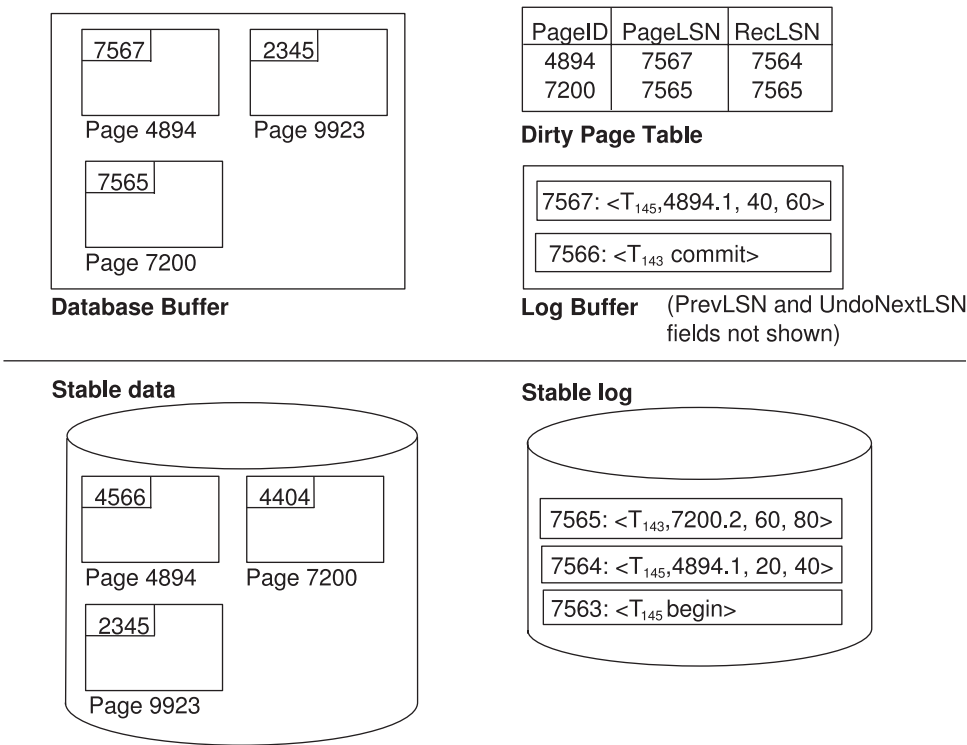 7567
2345
Page 4894
Page 9923
7565
Page 7200
Database Buffer
PageID PageLSN RecLSN
4894 7567 7564
7200 7565 7565
Dirty Page Table
7567: <T₁₄₅,4894.1, 40, 60>
7566: <T₁₄₃ commit>
Log Buffer
(PrevLSN and UndoNextLSN
fields not shown)
Stable data
4566
4404
Page 4894
Page 7200
2345
Page 9923
Stable log
7565: <T₁₄₃,7200.2, 60, 80>
7564: <T₁₄₅,4894.1, 20, 40>
7563: <T₁₄₅ begin>